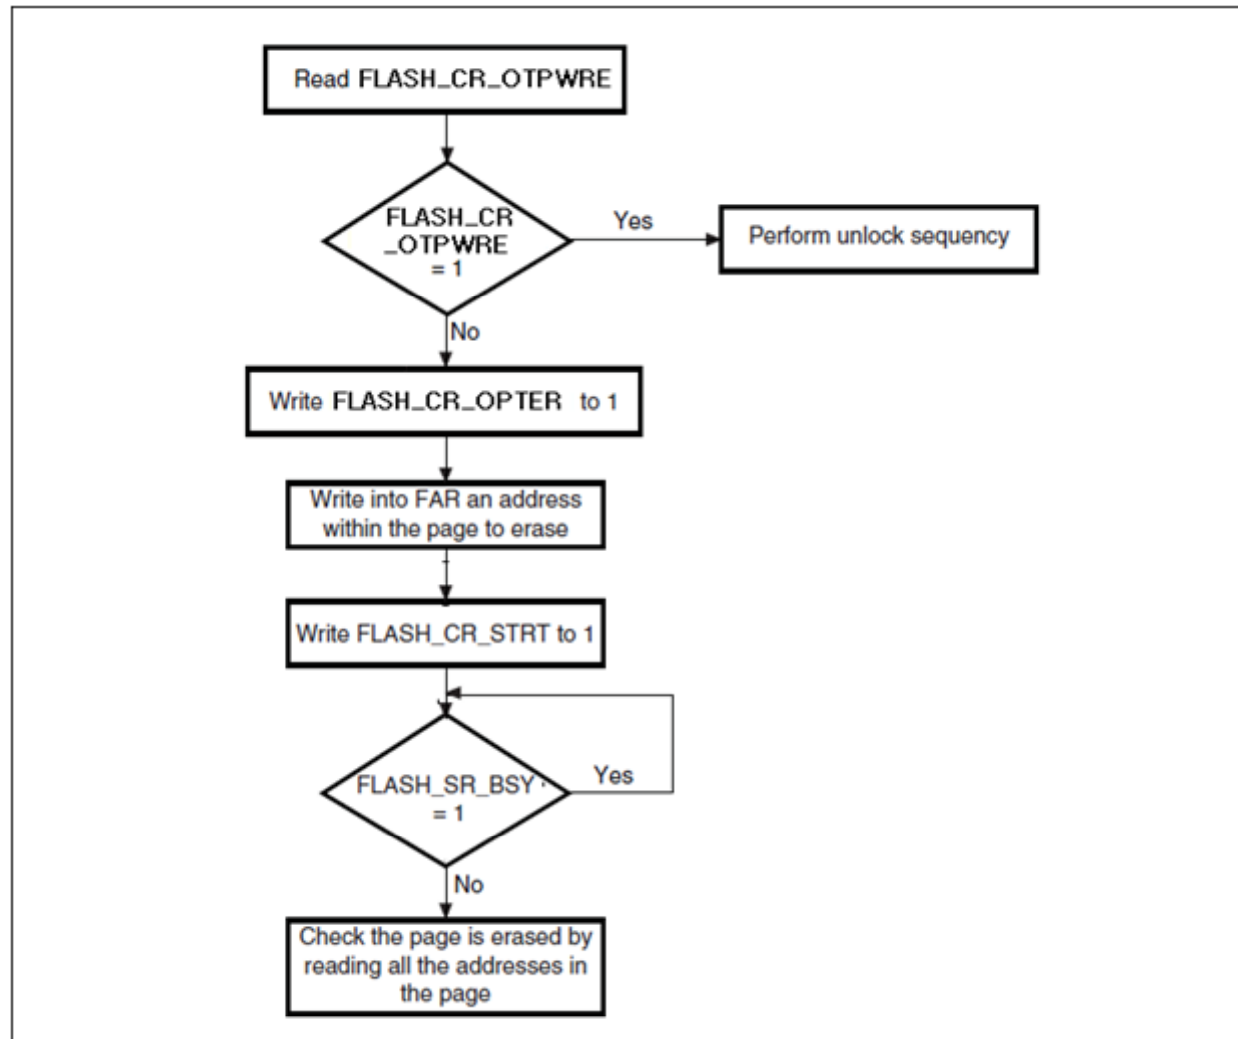 Read FLASH_CR_OTPWRE
FLASH_CR
_OTPWRE
= 1
Yes
Perform unlock sequency
No
Write FLASH_CR_OPTER to 1
Write into FAR an address
within the page to erase
Write FLASH_CR_STRT to 1
FLASH_SR_BSY
= 1
Yes
No
Check the page is erased by
reading all the addresses in
the page